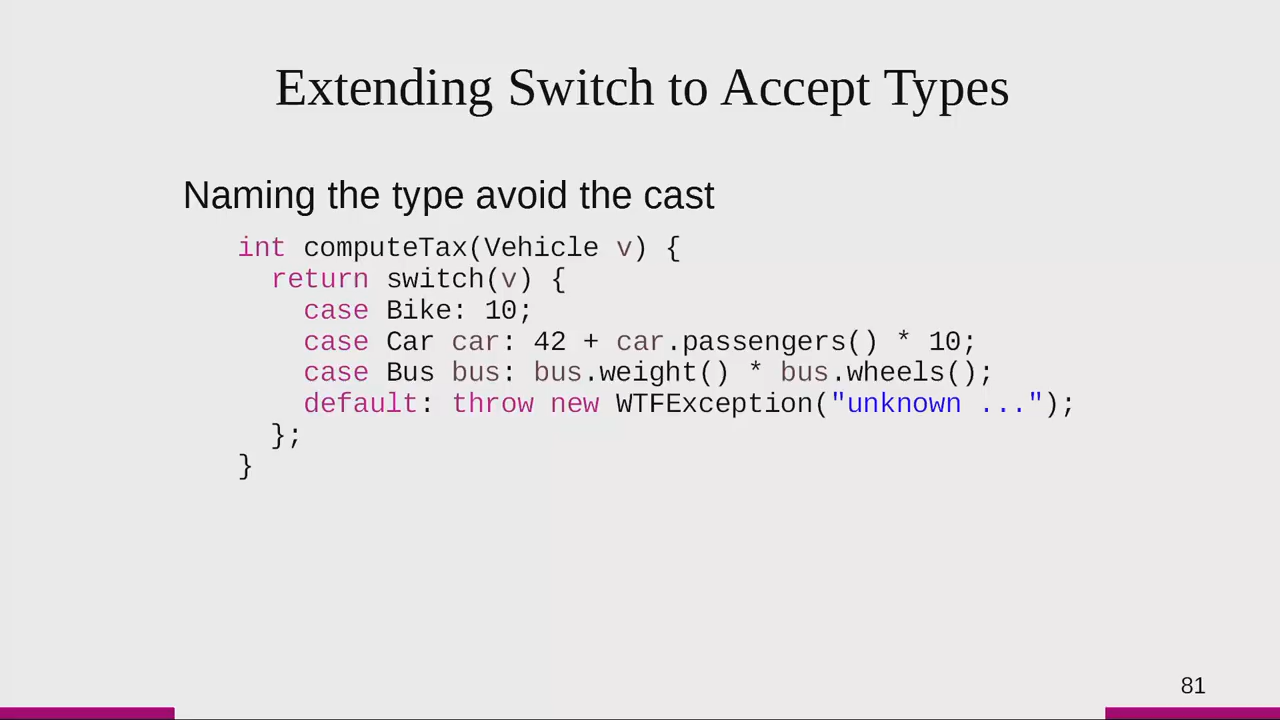 Extending Switch to Accept Types
Naming the type avoid the cast
int computeTax(Vehicle v) {
  return switch(v) {
    case Bike: 10;
    case Car car: 42 + car.passengers() * 10;
    case Bus bus: bus.weight() * bus.wheels();
    default: throw new WTFException("unknown ...");
  };
}
81